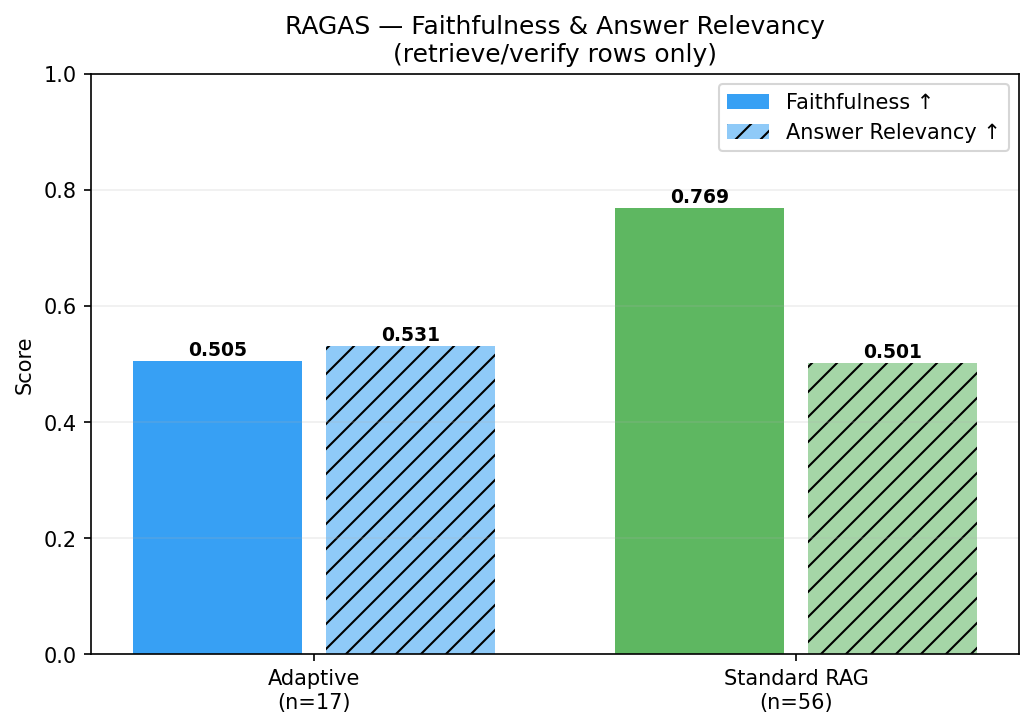 RAGAS — Faithfulness & Answer Relevancy
(retrieve/verify rows only)
1.0
0.8
0.6
0.4
0.2
0.0
Score
Faithfulness ↑
Answer Relevancy ↑
0.505
0.531
0.769
0.501
Adaptive
(n=17)
Standard RAG
(n=56)